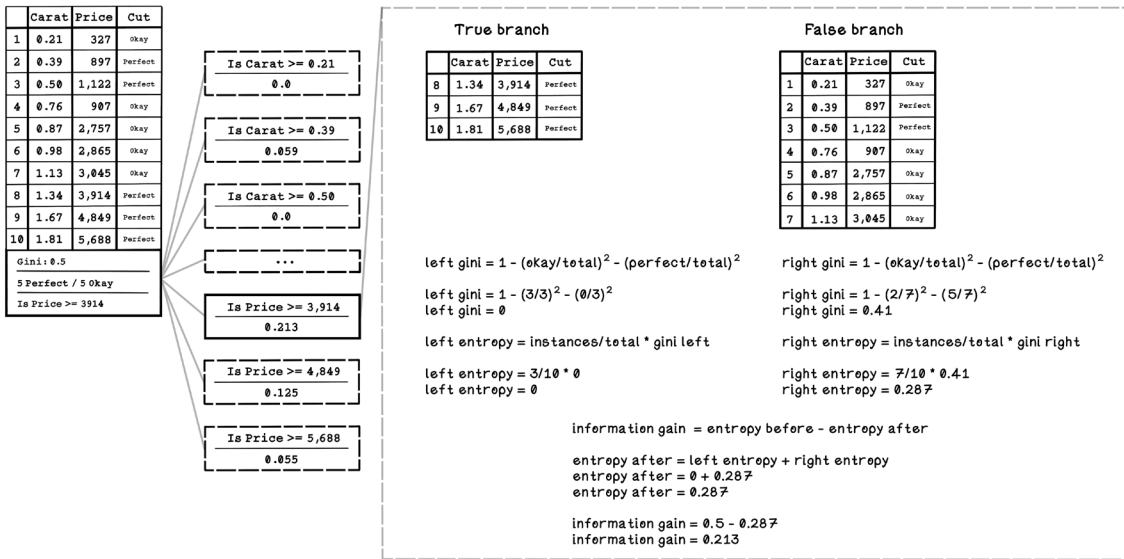 Carat Price Cut
1 0.21 327 Okay
2 0.39 897 Perfect
3 0.50 1,122 Perfect
4 0.76 907 Okay
5 0.87 2,757 Okay
6 0.98 2,865 Okay
7 1.13 3,045 Okay
8 1.34 3,914 Perfect
9 1.67 4,849 Perfect
10 1.81 5,688 Perfect
Gini: 0.5
5 Perfect / 5 Okay
Is Price >= 3914
Is Carat >= 0.21
0.0
Is Carat >= 0.39
0.059
Is Carat >= 0.50
0.0
...
Is Price >= 3,914
0.213
Is Price >= 4,849
0.125
Is Price >= 5,688
0.055
True branch
Carat Price Cut
8 1.34 3,914 Perfect
9 1.67 4,849 Perfect
10 1.81 5,688 Perfect
left gini = 1 - (okay/total)² - (perfect/total)²
left gini = 1 - (3/3)² - (0/3)²
left gini = 0
left entropy = instances/total * gini left
left entropy = 3/10 * 0
left entropy = 0
False branch
Carat Price Cut
1 0.21 327 Okay
2 0.39 897 Perfect
3 0.50 1,122 Perfect
4 0.76 907 Okay
5 0.87 2,757 Okay
6 0.98 2,865 Okay
7 1.13 3,045 Okay
right gini = 1 - (okay/total)² - (perfect/total)²
right gini = 1 - (2/7)² - (5/7)²
right gini = 0.41
right entropy = instances/total * gini right
right entropy = 7/10 * 0.41
right entropy = 0.287
information gain = entropy before - entropy after
entropy after = left entropy + right entropy
entropy after = 0 + 0.287
entropy after = 0.287
information gain = 0.5 - 0.287
information gain = 0.213